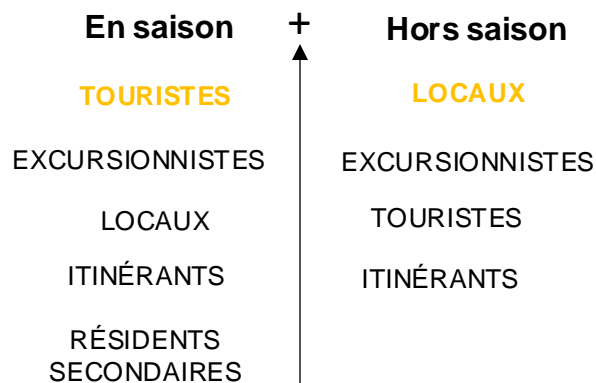 En saison
+
Hors saison
TOURISTES
EXCURSIONNISTES
LOCAUX
ITINÉRANTS
RÉSIDENTS
SECONDAIRES
LOCAUX
EXCURSIONNISTES
TOURISTES
ITINÉRANTS